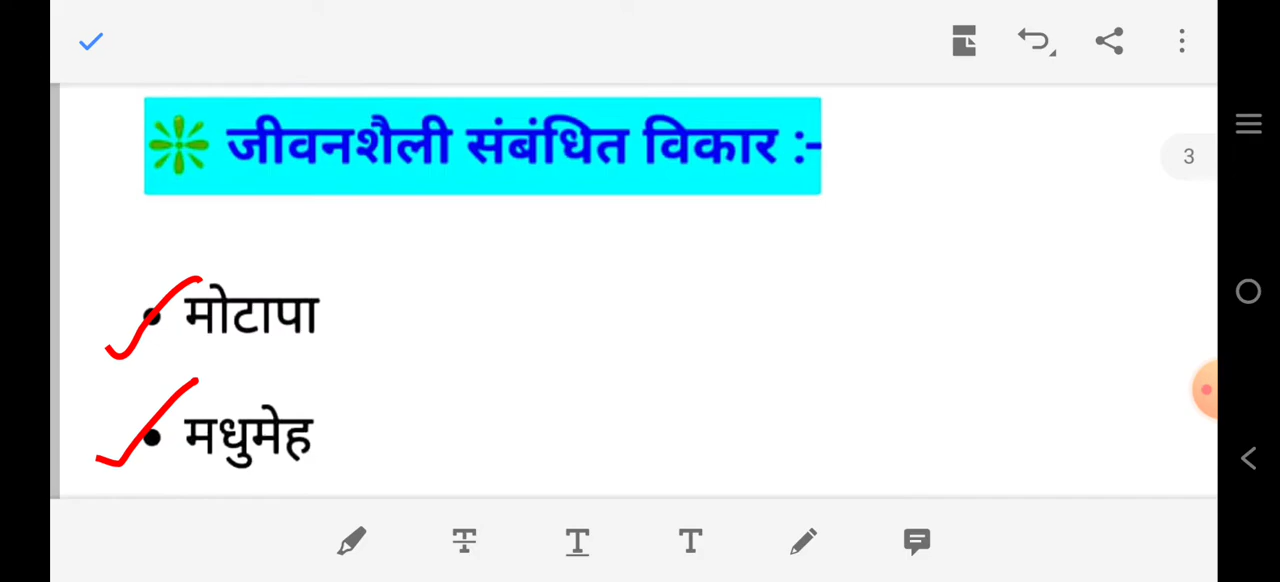 जीवनशैली संबंधित विकार :-
3
• मोटापा
• मधुमेह